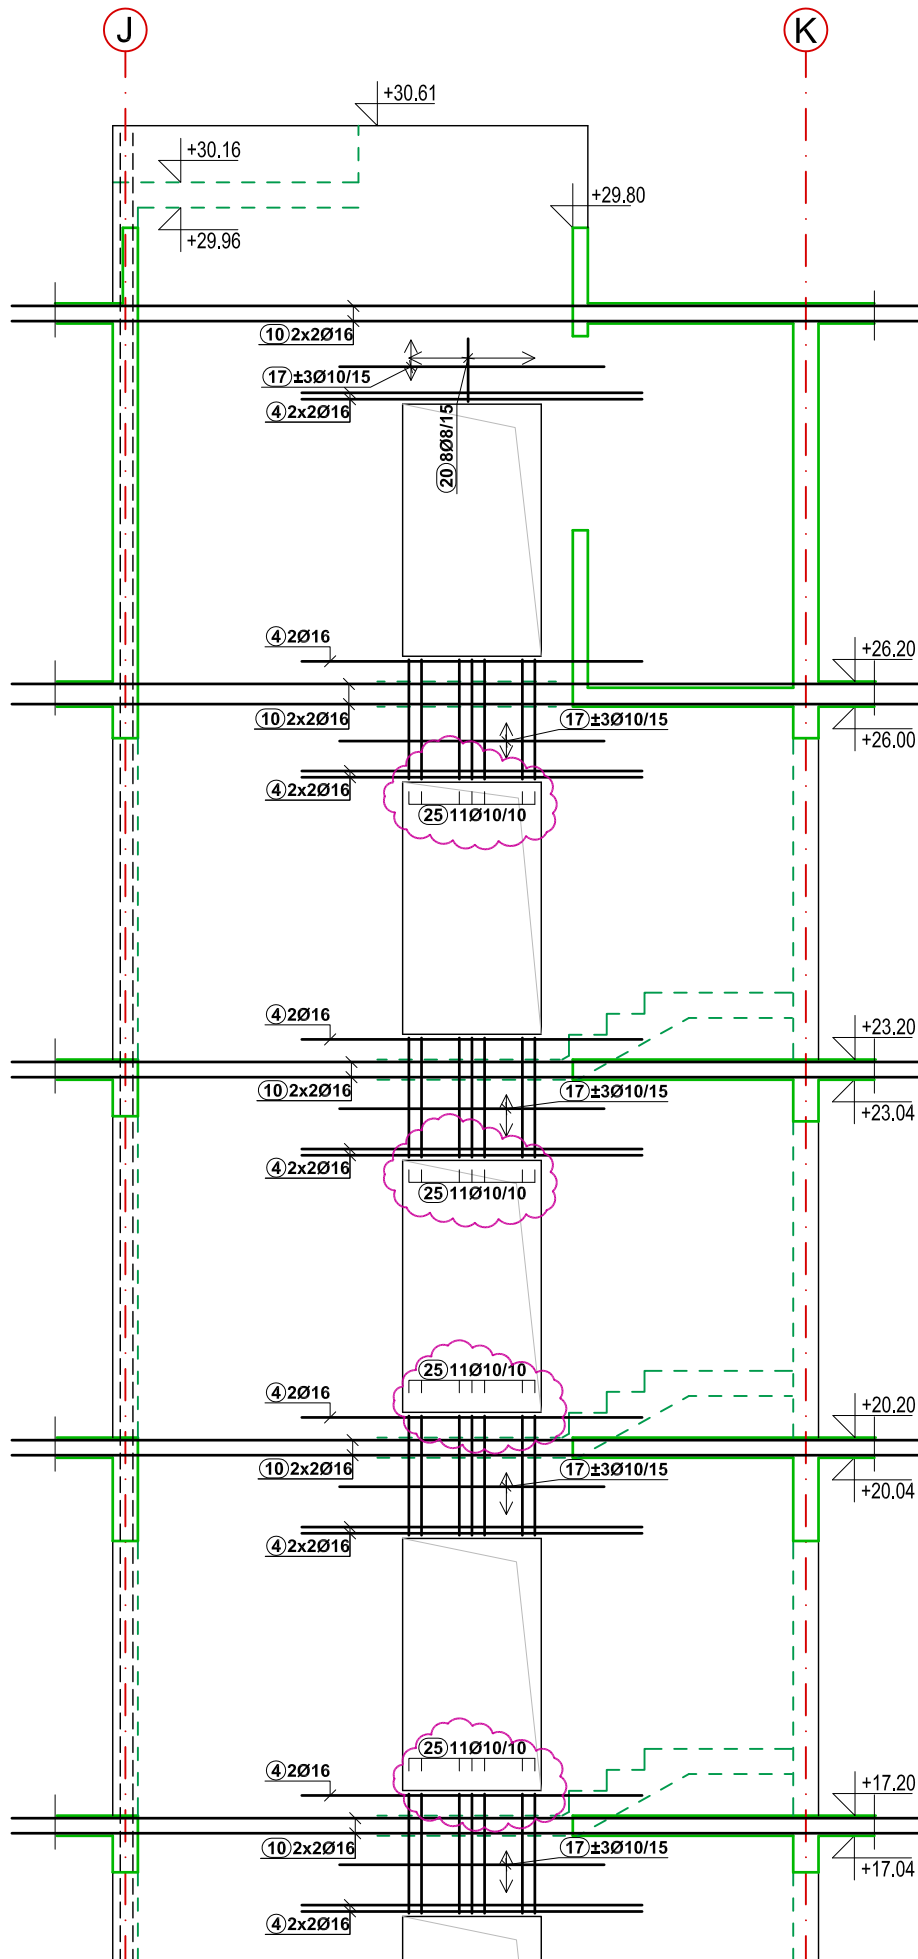 J K
+30.61
+30.16
+29.80
+29.96
10 2x2Ø16
17 ±3Ø10/15
4 2x2Ø16
20 8Ø8/15
4 2Ø16
+26.20
10 2x2Ø16
17 ±3Ø10/15
+26.00
4 2x2Ø16
25 11Ø10/10
4 2Ø16
+23.20
10 2x2Ø16
17 ±3Ø10/15
+23.04
4 2x2Ø16
25 11Ø10/10
25 11Ø10/10
4 2Ø16
+20.20
10 2x2Ø16
17 ±3Ø10/15
+20.04
4 2x2Ø16
25 11Ø10/10
4 2Ø16
+17.20
10 2x2Ø16
17 ±3Ø10/15
+17.04
4 2x2Ø16